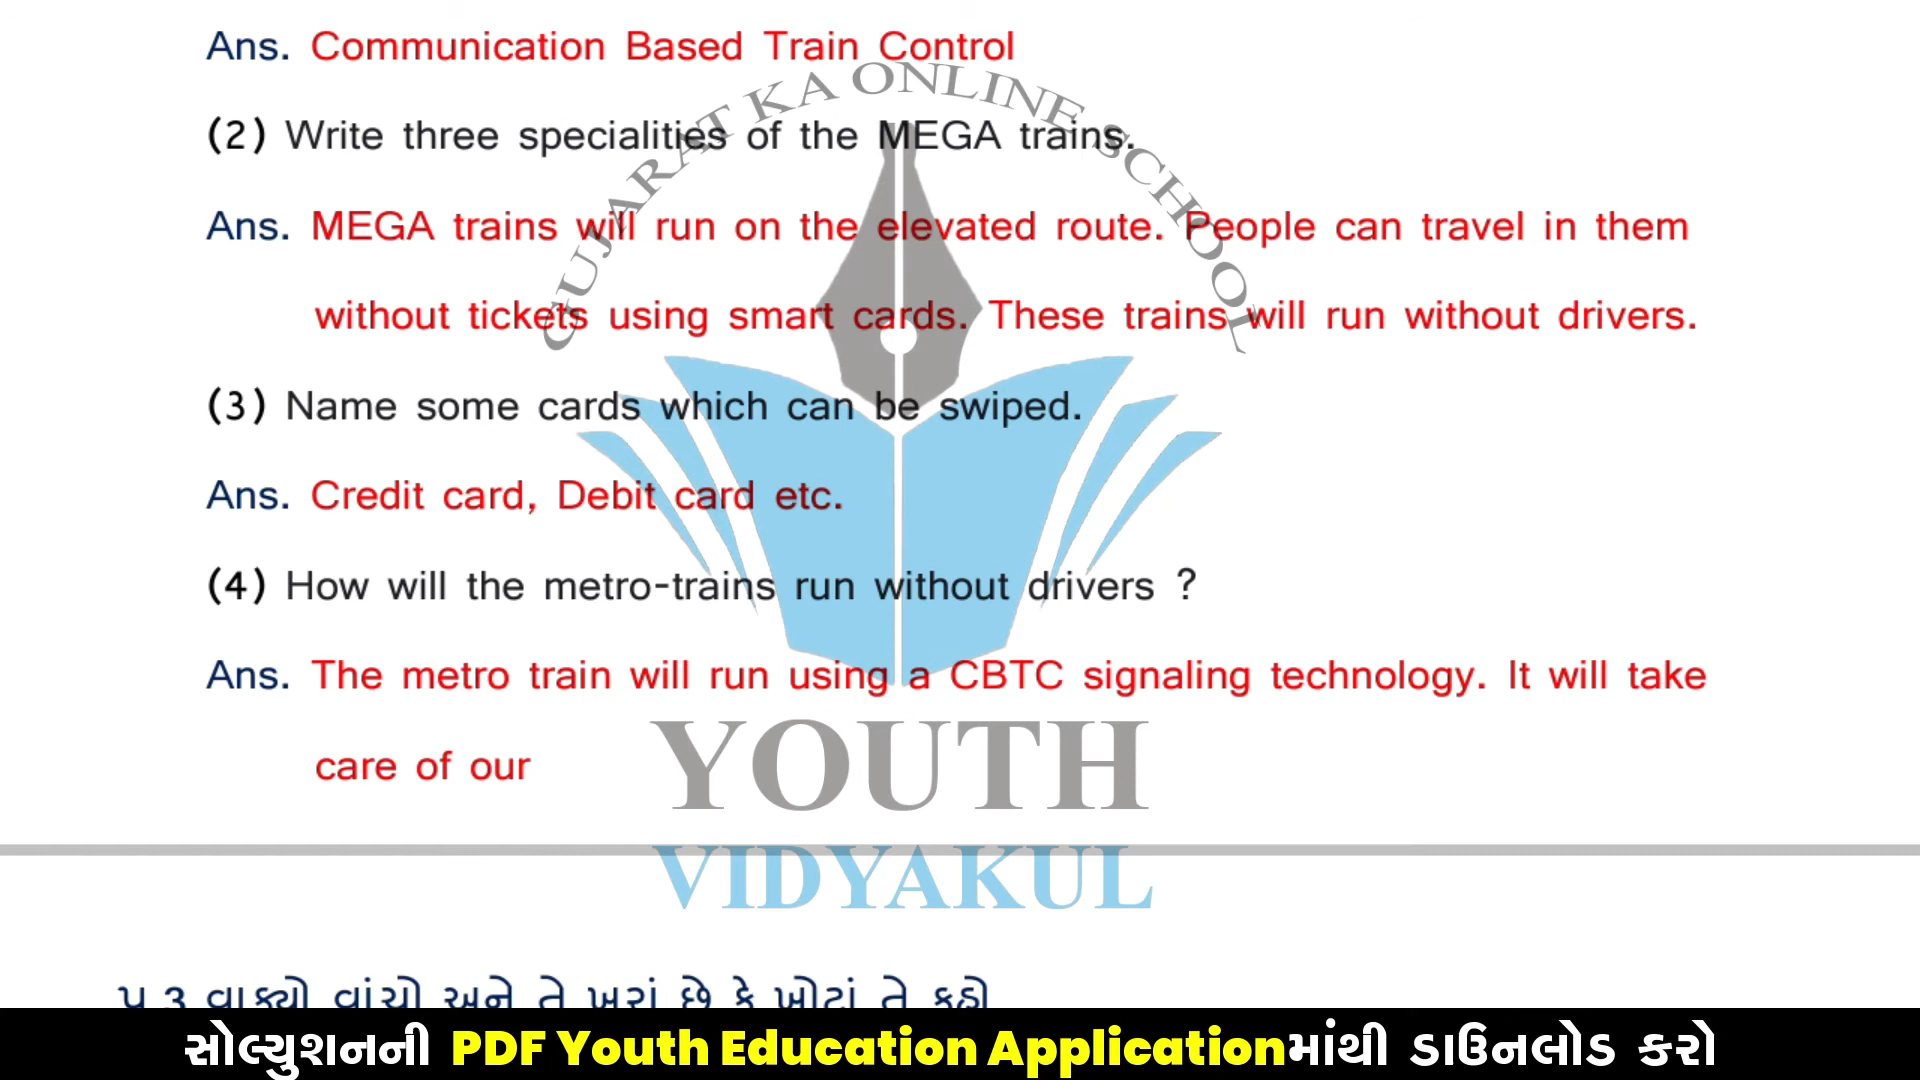 Ans. Communication Based Train Control
GUJARAT KA ONLINE SCHOOL
(2) Write three specialities of the MEGA trains.
Ans. MEGA trains will run on the elevated route. People can travel in them
without tickets using smart cards. These trains will run without drivers.
(3) Name some cards which can be swiped.
Ans. Credit card, Debit card etc.
(4) How will the metro-trains run without drivers ?
Ans. The metro train will run using a CBTC signaling technology. It will take
care of our
YOUTH
VIDYAKUL
પ્ર ૩ વાક્યો વાંચો અને તે ખરાં છે કે ખોટાં તે કહો
સોલ્યુશનની PDF Youth Education Applicationમાંથી ડાઉનલોડ કરો